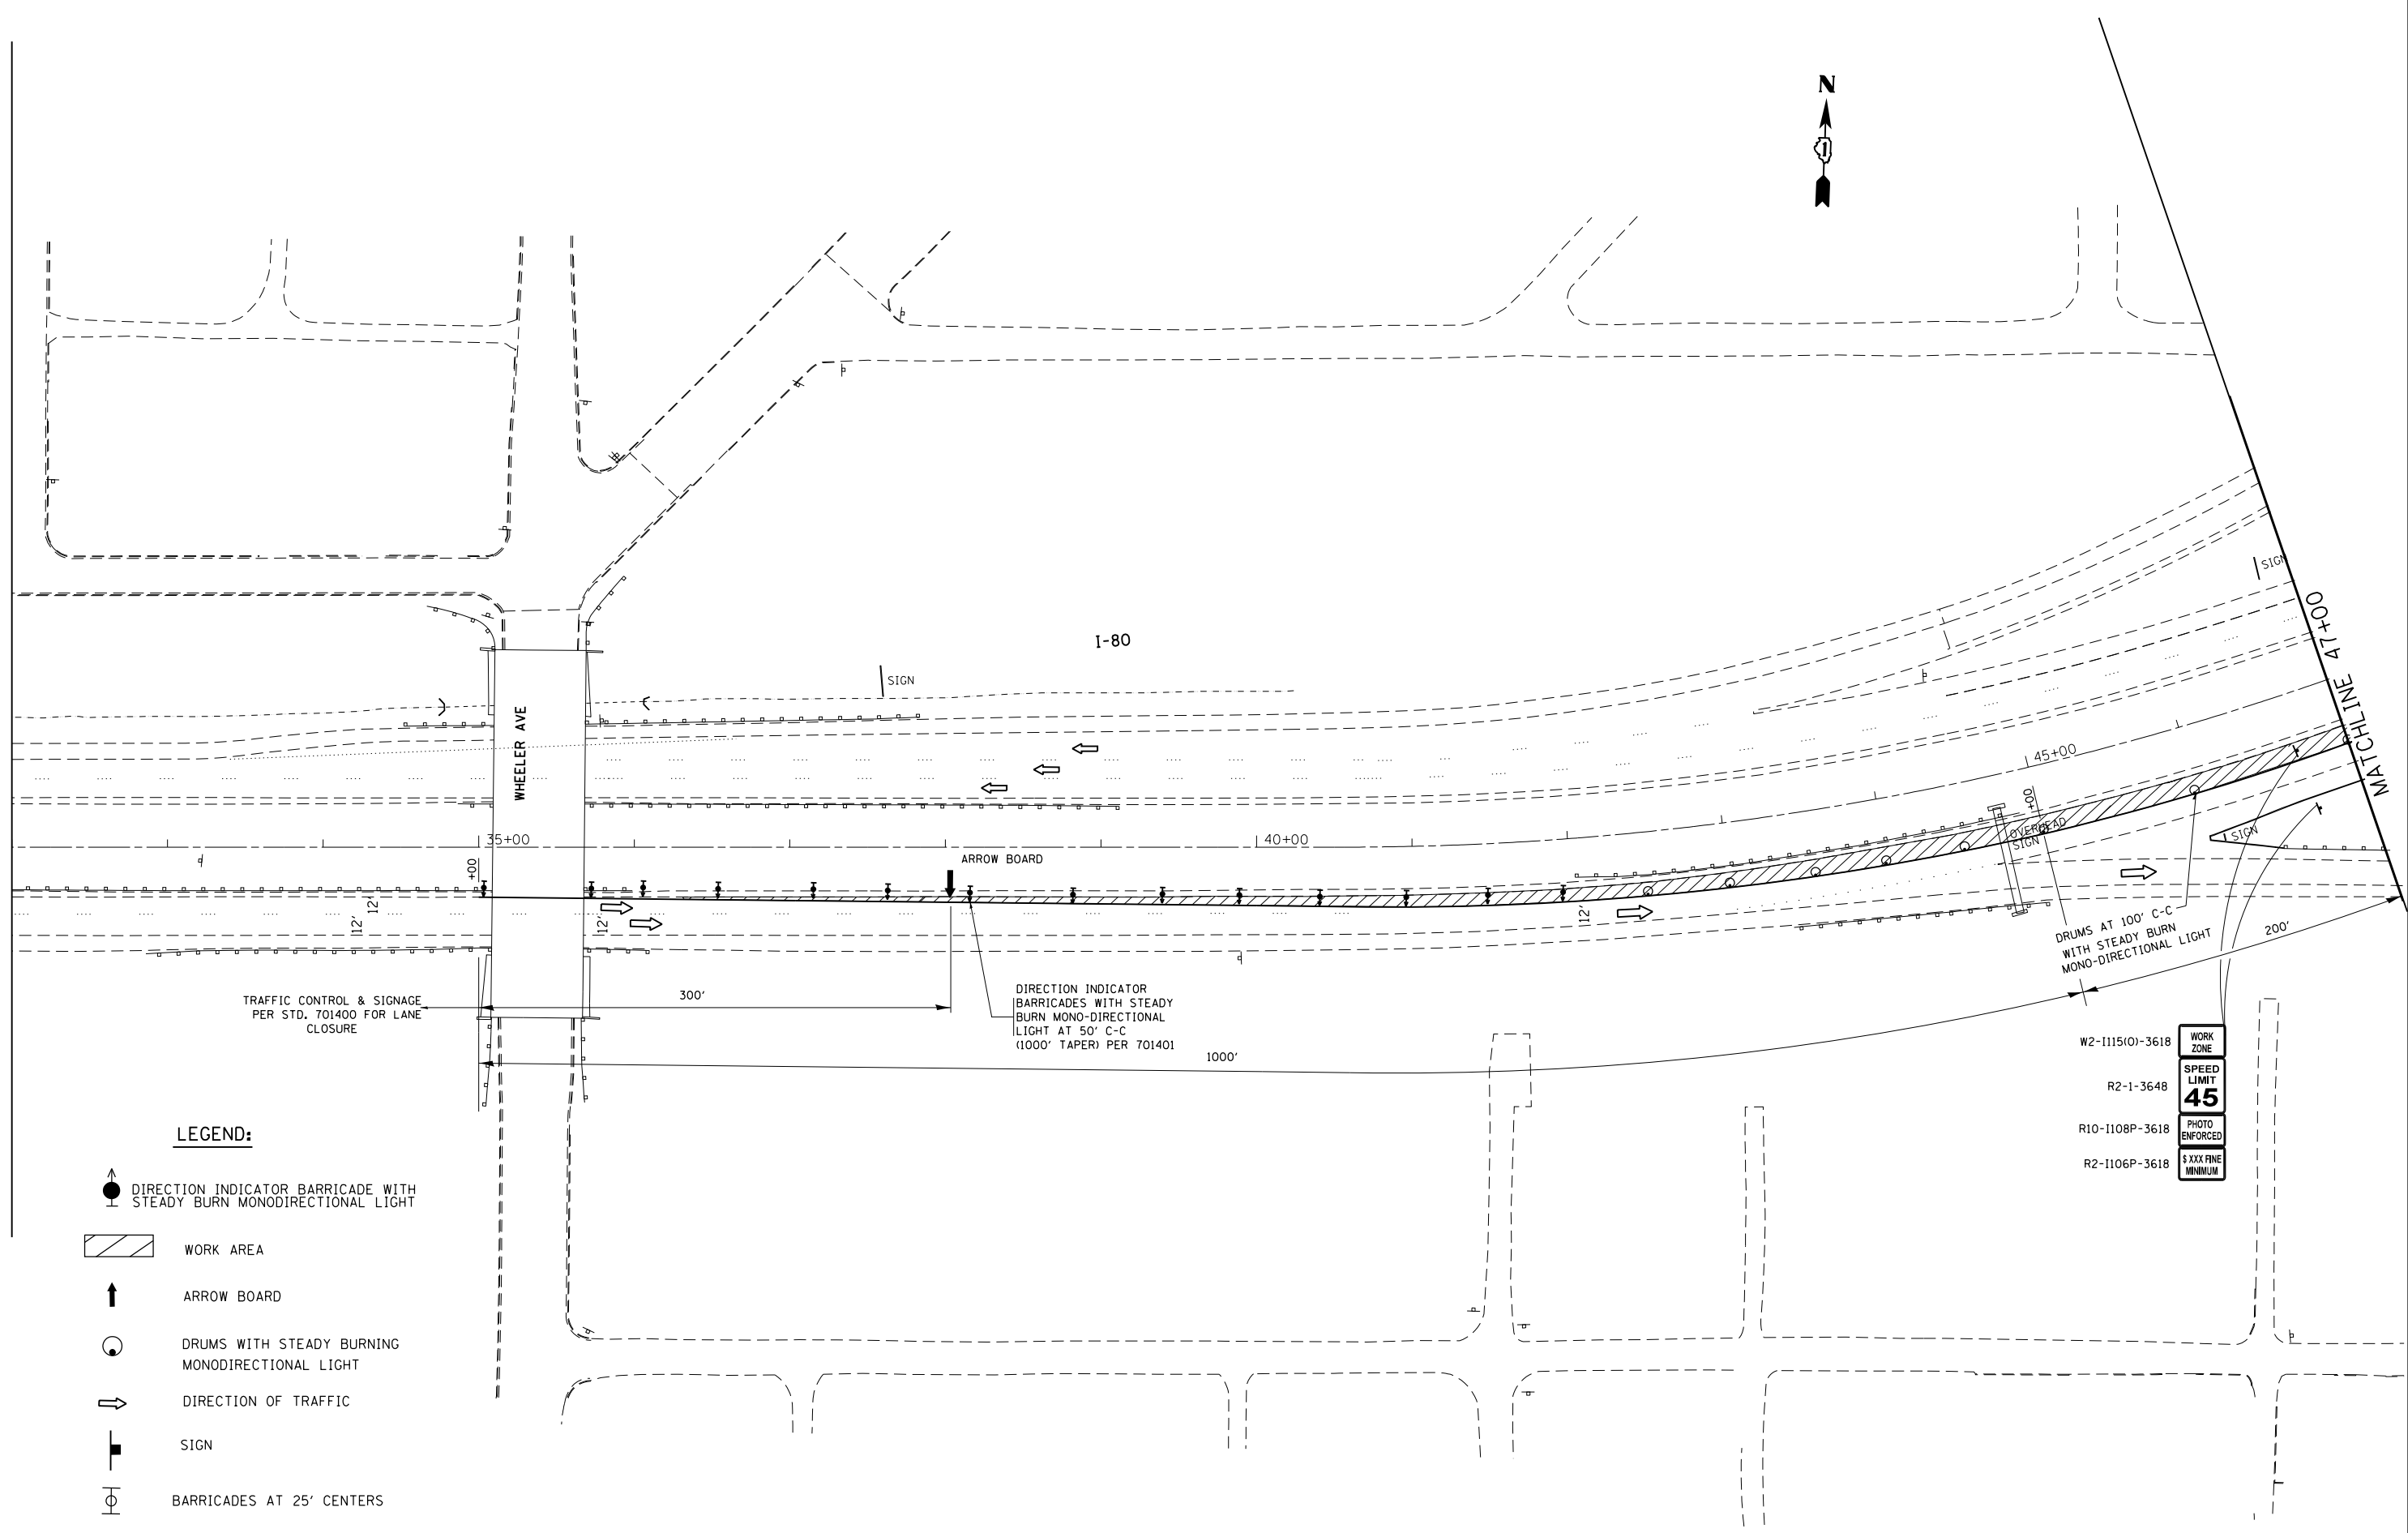 N
1
I-80
SIGN
SIGN
MATCHLINE 47+00
WHEELER AVE
45+00
+00
OVERHEAD
SIGN
SIGN
35+00
40+00
+00
ARROW BOARD
12'
12'
12'
12'
DRUMS AT 100' C-C
WITH STEADY BURN
MONO-DIRECTIONAL LIGHT
200'
TRAFFIC CONTROL & SIGNAGE
PER STD. 701400 FOR LANE
CLOSURE
300'
DIRECTION INDICATOR
BARRICADES WITH STEADY
BURN MONO-DIRECTIONAL
LIGHT AT 50' C-C
(1000' TAPER) PER 701401
1000'
W2-I115(O)-3618
WORK
ZONE
R2-1-3648
SPEED
LIMIT
45
R10-I108P-3618
PHOTO
ENFORCED
R2-I106P-3618
$ XXX FINE
MINIMUM
LEGEND:
DIRECTION INDICATOR BARRICADE WITH
STEADY BURN MONODIRECTIONAL LIGHT
WORK AREA
ARROW BOARD
DRUMS WITH STEADY BURNING
MONODIRECTIONAL LIGHT
DIRECTION OF TRAFFIC
SIGN
BARRICADES AT 25' CENTERS